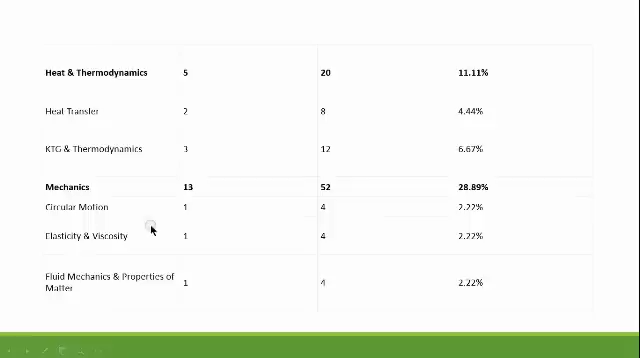 Heat & Thermodynamics 5 20 11.11%
Heat Transfer 2 8 4.44%
KTG & Thermodynamics 3 12 6.67%
Mechanics 13 52 28.89%
Circular Motion 1 4 2.22%
Elasticity & Viscosity 1 4 2.22%
Fluid Mechanics & Properties of
Matter 1 4 2.22%